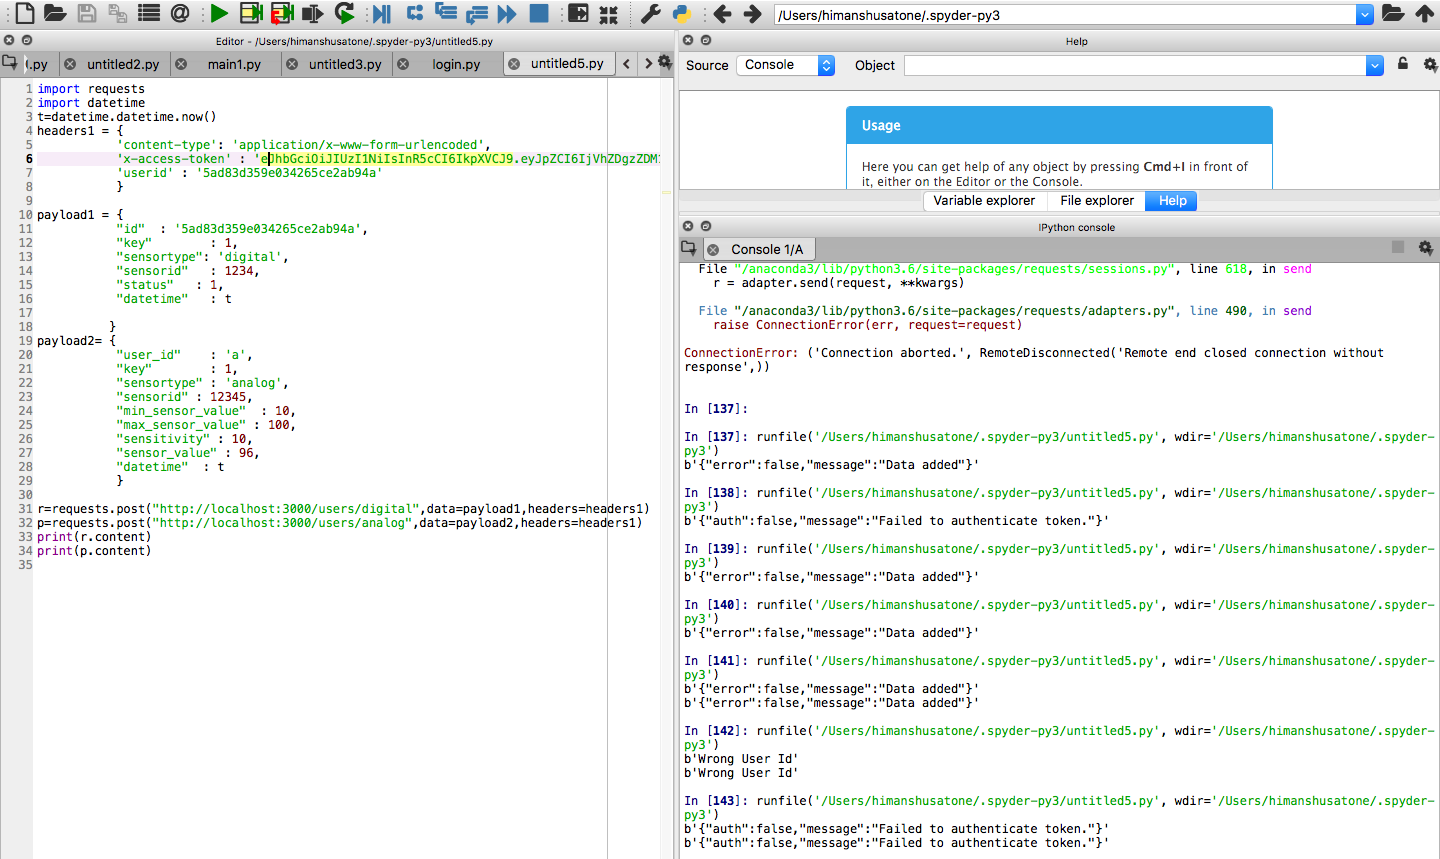 /Users/himanshusatone/.spyder-py3
Editor - /Users/himanshusatone/.spyder-py3/untitled5.py
.py untitled2.py main1.py untitled3.py login.py untitled5.py
1 import requests
2 import datetime
3 t=datetime.datetime.now()
4 headers1 = {
5 'content-type': 'application/x-www-form-urlencoded',
6 'x-access-token' : 'eJhbGciOiJIUzI1NiIsInR5cCI6IkpXVCJ9.eyJpZCI6IjVhZDgzZDM1
7 'userid' : '5ad83d359e034265ce2ab94a'
8 }
9
10 payload1 = {
11 "id" : '5ad83d359e034265ce2ab94a',
12 "key" : 1,
13 "sensortype": 'digital',
14 "sensorid" : 1234,
15 "status" : 1,
16 "datetime" : t
17
18 }
19 payload2= {
20 "user_id" : 'a',
21 "key" : 1,
22 "sensortype" : 'analog',
23 "sensorid" : 12345,
24 "min_sensor_value" : 10,
25 "max_sensor_value" : 100,
26 "sensitivity" : 10,
27 "sensor_value" : 96,
28 "datetime" : t
29 }
30
31 r=requests.post("http://localhost:3000/users/digital",data=payload1,headers=headers1)
32 p=requests.post("http://localhost:3000/users/analog",data=payload2,headers=headers1)
33 print(r.content)
34 print(p.content)
35
Help
Source Console Object
Usage
Here you can get help of any object by pressing Cmd+I in front of
it, either on the Editor or the Console.
Variable explorer File explorer Help
IPython console
Console 1/A
File "/anaconda3/lib/python3.6/site-packages/requests/sessions.py", line 618, in send
r = adapter.send(request, **kwargs)
File "/anaconda3/lib/python3.6/site-packages/requests/adapters.py", line 490, in send
raise ConnectionError(err, request=request)
ConnectionError: ('Connection aborted.', RemoteDisconnected('Remote end closed connection without
response',))
In [137]:
In [137]: runfile('/Users/himanshusatone/.spyder-py3/untitled5.py', wdir='/Users/himanshusatone/.spyder-
py3')
b'{"error":false,"message":"Data added"}'
In [138]: runfile('/Users/himanshusatone/.spyder-py3/untitled5.py', wdir='/Users/himanshusatone/.spyder-
py3')
b'{"auth":false,"message":"Failed to authenticate token."}'
In [139]: runfile('/Users/himanshusatone/.spyder-py3/untitled5.py', wdir='/Users/himanshusatone/.spyder-
py3')
b'{"error":false,"message":"Data added"}'
In [140]: runfile('/Users/himanshusatone/.spyder-py3/untitled5.py', wdir='/Users/himanshusatone/.spyder-
py3')
b'{"error":false,"message":"Data added"}'
In [141]: runfile('/Users/himanshusatone/.spyder-py3/untitled5.py', wdir='/Users/himanshusatone/.spyder-
py3')
b'{"error":false,"message":"Data added"}'
b'{"error":false,"message":"Data added"}'
In [142]: runfile('/Users/himanshusatone/.spyder-py3/untitled5.py', wdir='/Users/himanshusatone/.spyder-
py3')
b'Wrong User Id'
b'Wrong User Id'
In [143]: runfile('/Users/himanshusatone/.spyder-py3/untitled5.py', wdir='/Users/himanshusatone/.spyder-
py3')
b'{"auth":false,"message":"Failed to authenticate token."}'
b'{"auth":false,"message":"Failed to authenticate token."}'